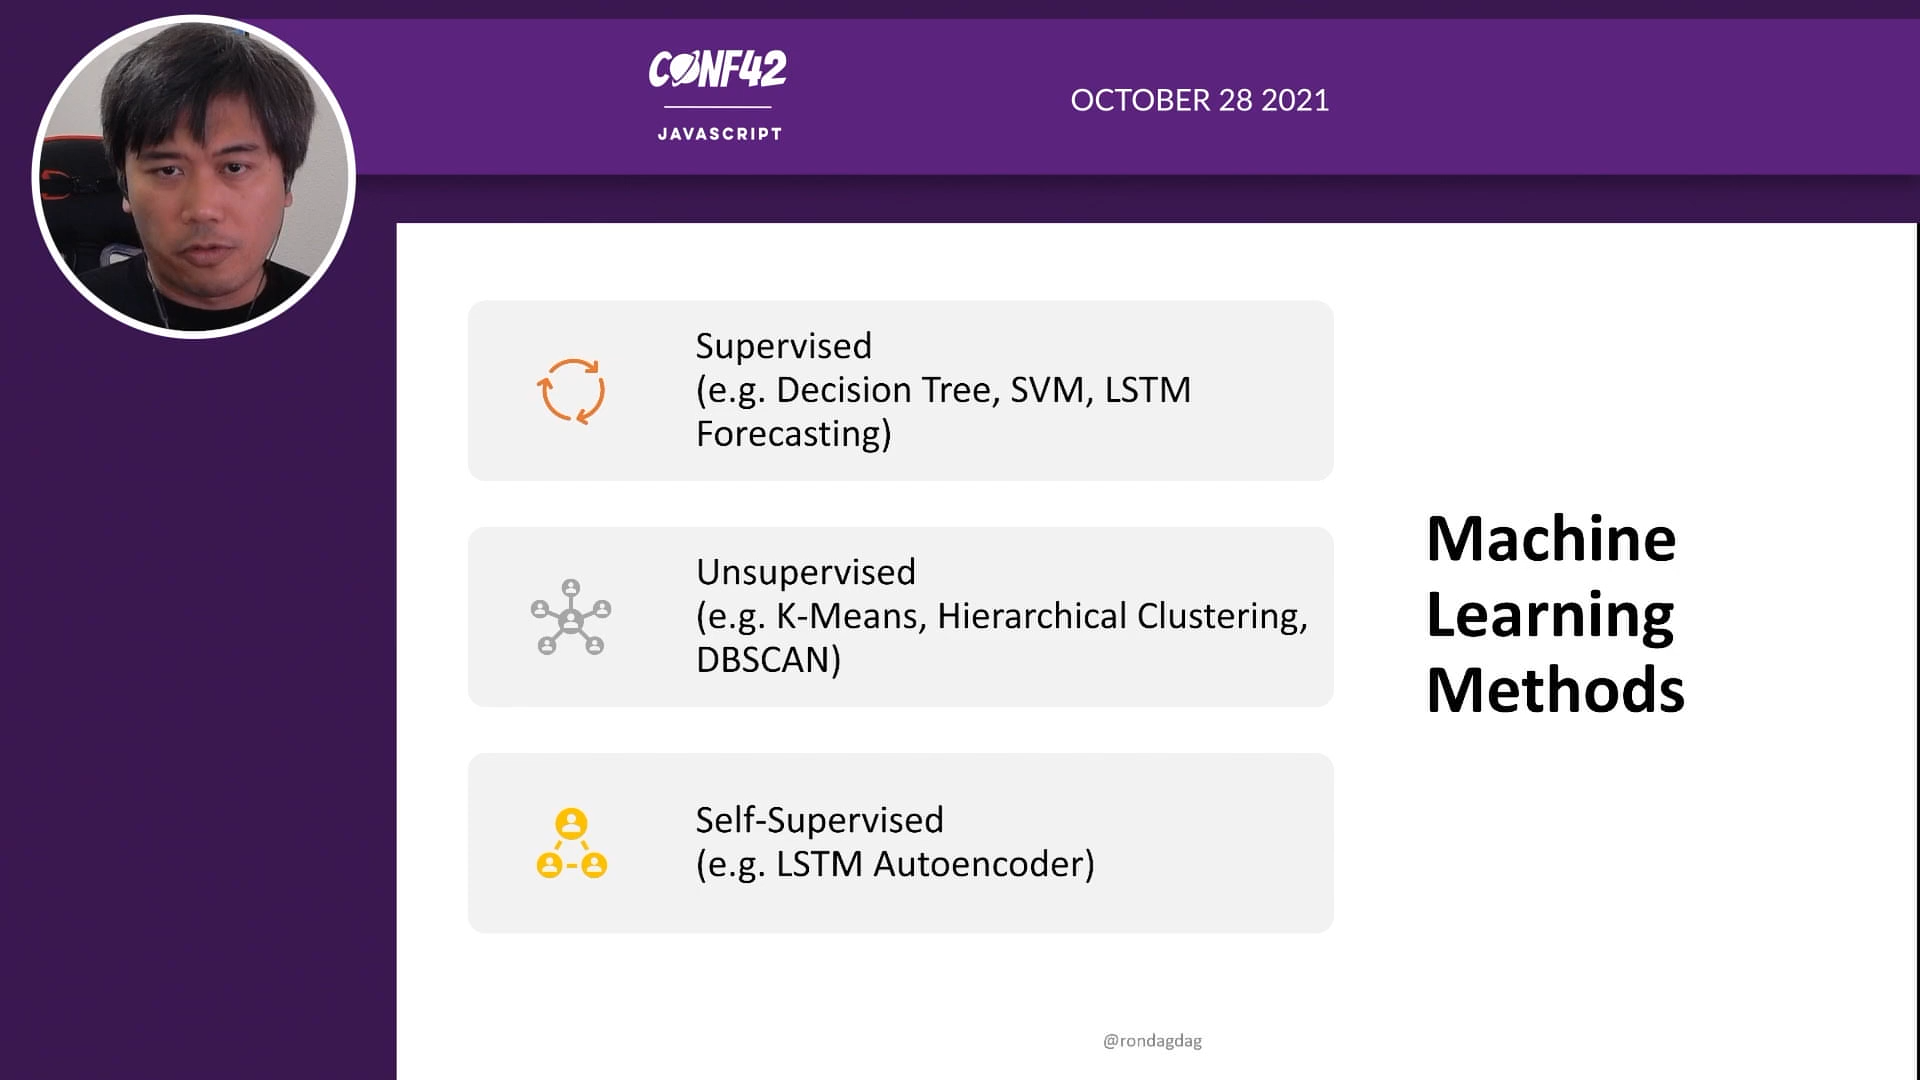 CONF42
JAVASCRIPT
OCTOBER 28 2021
Supervised
(e.g. Decision Tree, SVM, LSTM
Forecasting)
Unsupervised
(e.g. K-Means, Hierarchical Clustering,
DBSCAN)
Self-Supervised
(e.g. LSTM Autoencoder)
Machine
Learning
Methods
@rondagdag